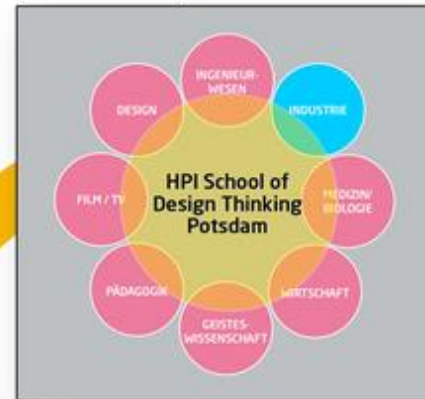 INGENIEUR-
WESEN
DESIGN
INDUSTRIE
FILM / TV
HPI School of
Design Thinking
Potsdam
MEDIZIN/
BIOLOGIE
PÄDAGOGIK
WIRTSCHAFT
GEISTES-
WISSENSCHAFT